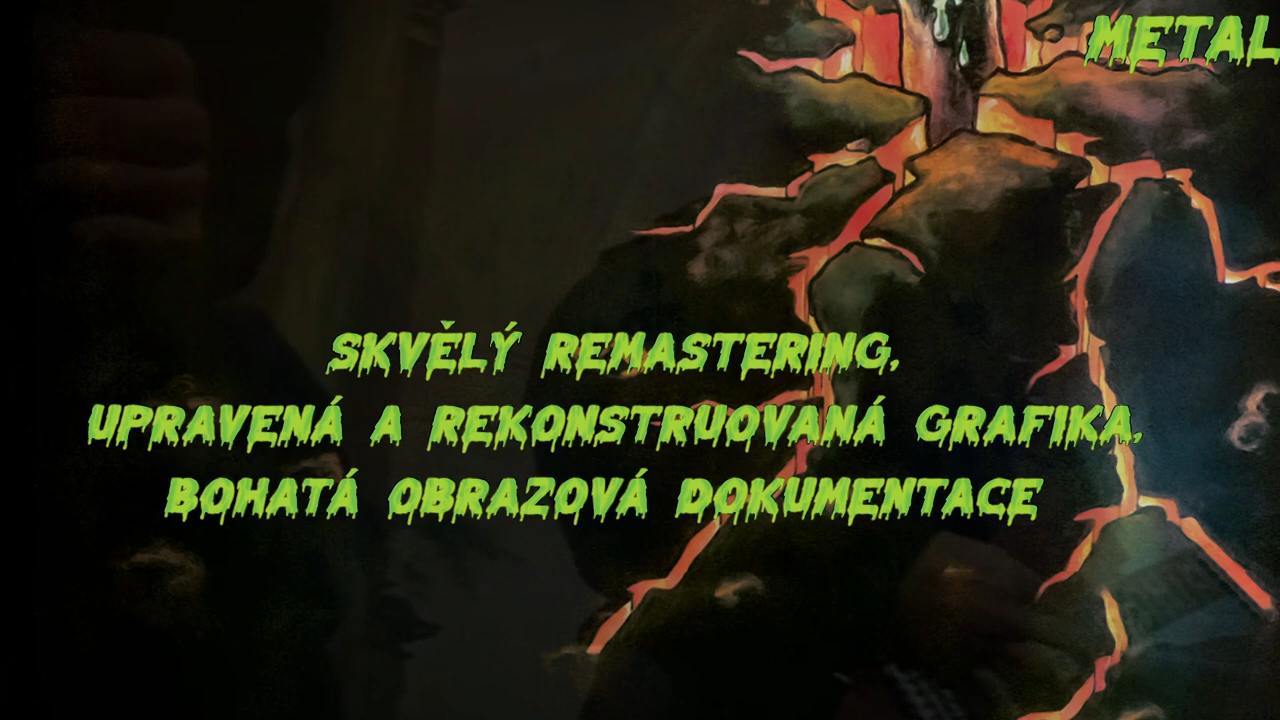 METAL
SKVĚLÝ REMASTERING,
UPRAVENÁ A REKONSTRUOVANÁ GRAFIKA,
BOHATÁ OBRAZOVÁ DOKUMENTACE